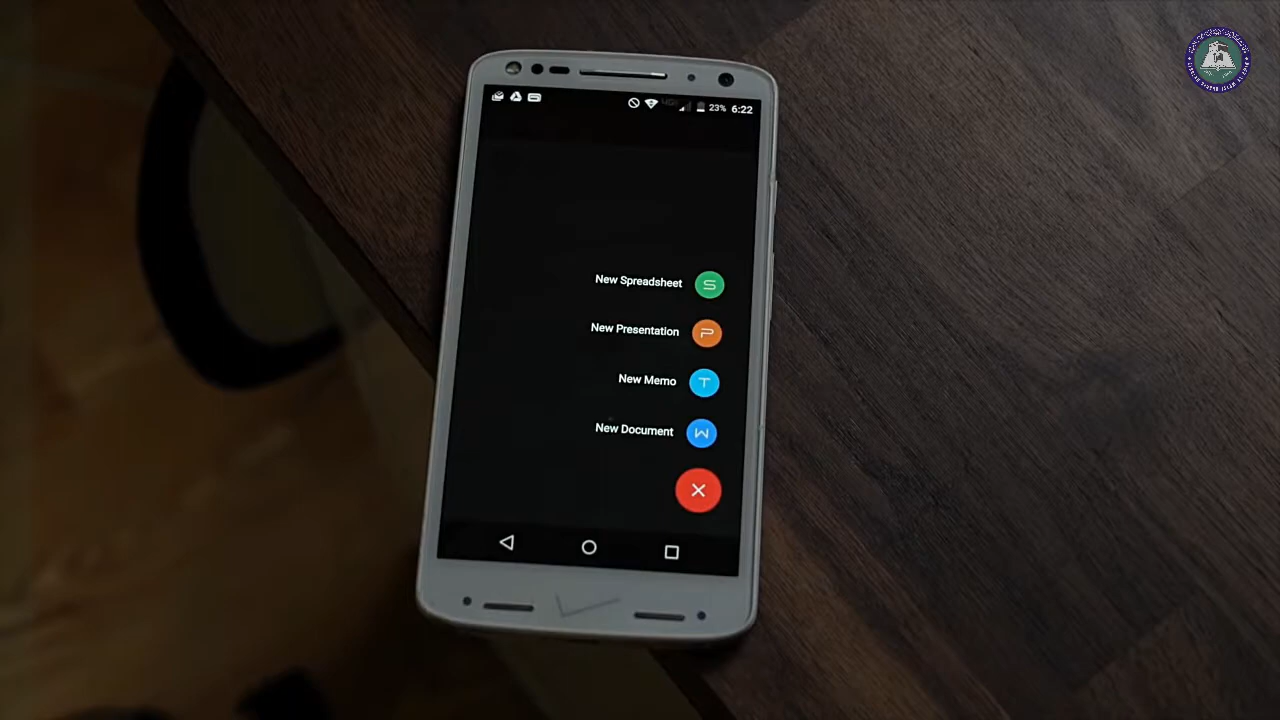 23% 6:22
New Spreadsheet S
New Presentation P
New Memo T
New Document W